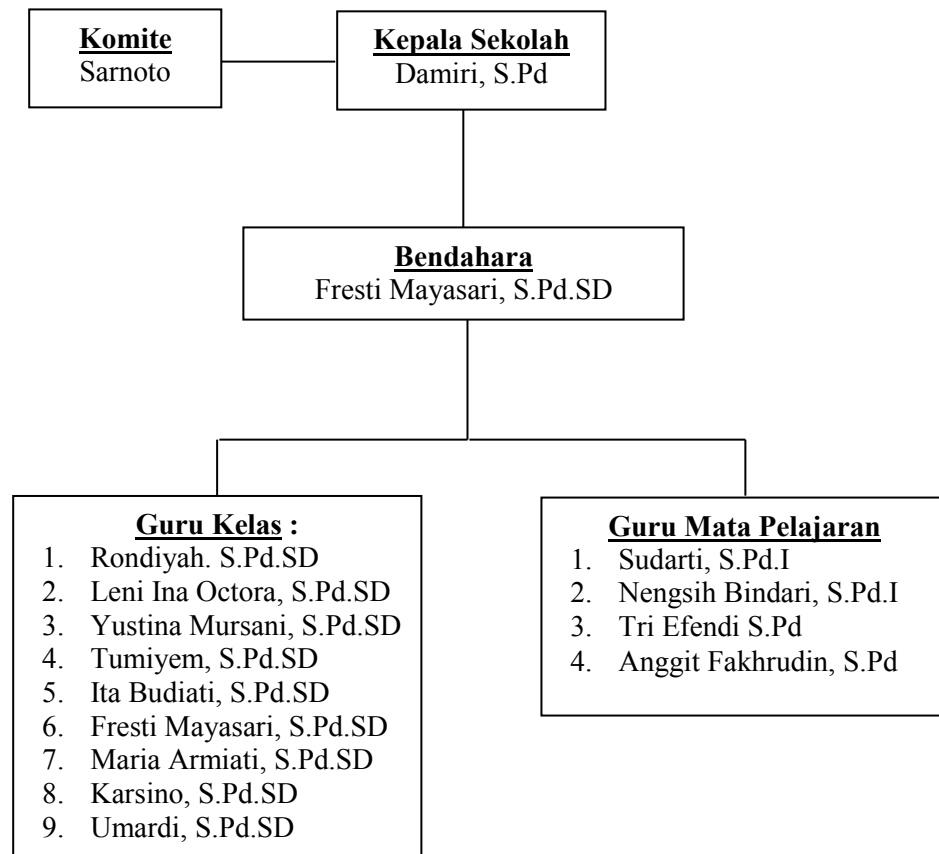 Komite
Sarnoto
Kepala Sekolah
Damiri, S.Pd
Bendahara
Fresti Mayasari, S.Pd.SD
Guru Kelas :
1. Rondiyah. S.Pd.SD
2. Leni Ina Octora, S.Pd.SD
3. Yustina Mursani, S.Pd.SD
4. Tumiyem, S.Pd.SD
5. Ita Budiati, S.Pd.SD
6. Fresti Mayasari, S.Pd.SD
7. Maria Armiati, S.Pd.SD
8. Karsino, S.Pd.SD
9. Umardi, S.Pd.SD
Guru Mata Pelajaran
1. Sudarti, S.Pd.I
2. Nengsih Bindari, S.Pd.I
3. Tri Efendi S.Pd
4. Anggit Fakhrudin, S.Pd